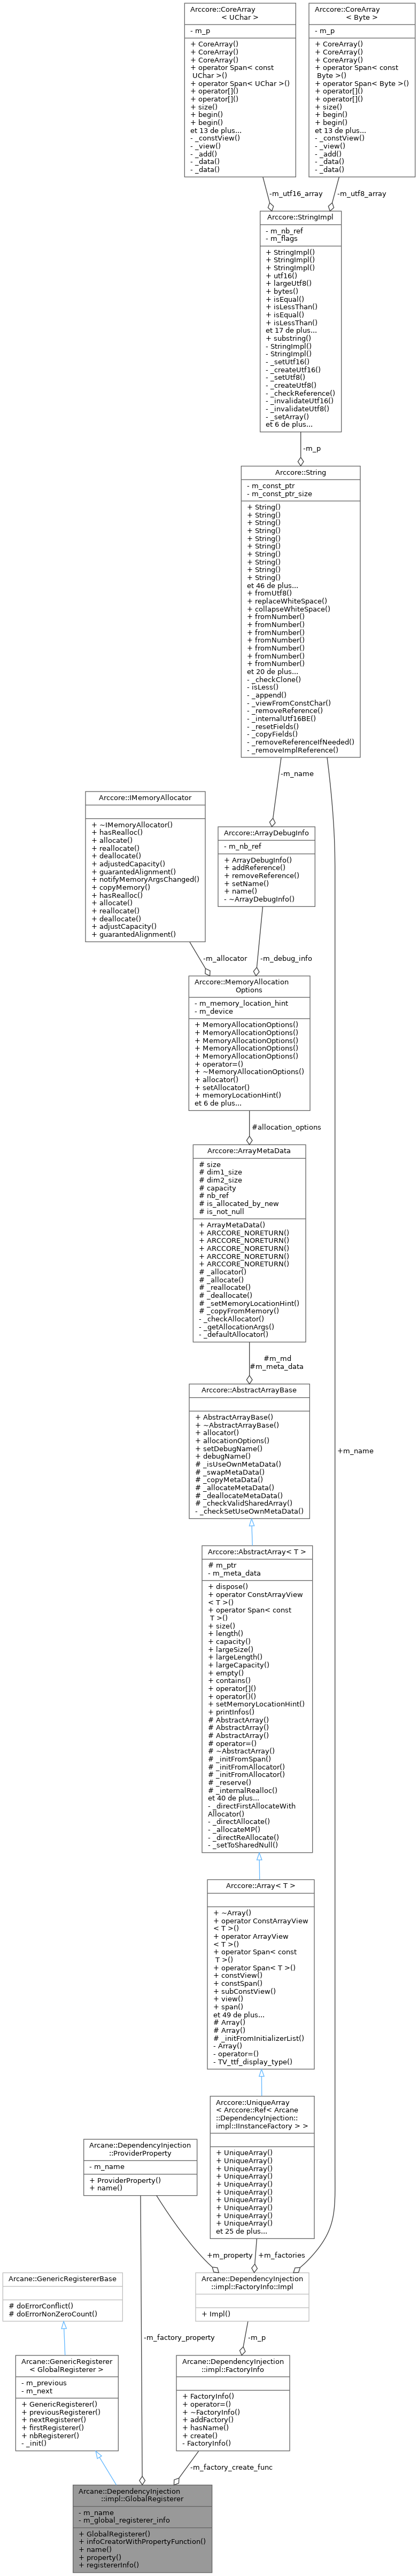 Arccore::CoreArray
< UChar >
- m_p
+ CoreArray()
+ CoreArray()
+ CoreArray()
+ operator Span< const
UChar >()
+ operator Span< UChar >()
+ operator[]()
+ operator[]()
+ size()
+ begin()
+ begin()
et 13 de plus...
- _constView()
- _view()
- _add()
- _data()
- _data()
Arccore::CoreArray
< Byte >
- m_p
+ CoreArray()
+ CoreArray()
+ CoreArray()
+ operator Span< const
Byte >()
+ operator Span< Byte >()
+ operator[]()
+ operator[]()
+ size()
+ begin()
+ begin()
et 13 de plus...
- _constView()
- _view()
- _add()
- _data()
- _data()
-m_utf16_array
-m_utf8_array
Arccore::StringImpl
- m_nb_ref
- m_flags
+ StringImpl()
+ StringImpl()
+ StringImpl()
+ utf16()
+ largeUtf8()
+ bytes()
+ isEqual()
+ isLessThan()
+ isEqual()
+ isLessThan()
et 17 de plus...
+ substring()
- StringImpl()
- StringImpl()
- _setUtf16()
- _createUtf16()
- _setUtf8()
- _createUtf8()
- _checkReference()
- _invalidateUtf16()
- _invalidateUtf8()
- _setArray()
et 6 de plus...
-m_p
Arccore::String
- m_const_ptr
- m_const_ptr_size
+ String()
+ String()
+ String()
+ String()
+ String()
+ String()
+ String()
+ String()
+ String()
+ String()
et 46 de plus...
+ fromUtf8()
+ replaceWhiteSpace()
+ collapseWhiteSpace()
+ fromNumber()
+ fromNumber()
+ fromNumber()
+ fromNumber()
+ fromNumber()
+ fromNumber()
+ fromNumber()
et 20 de plus...
- _checkClone()
- isLess()
- _append()
- _viewFromConstChar()
- _removeReference()
- _internalUtf16BE()
- _resetFields()
- _copyFields()
- _removeReferenceIfNeeded()
- _removeImplReference()
-m_name
Arccore::IMemoryAllocator
+ ~IMemoryAllocator()
+ hasRealloc()
+ allocate()
+ reallocate()
+ deallocate()
+ adjustedCapacity()
+ guarantedAlignment()
+ notifyMemoryArgsChanged()
+ copyMemory()
+ hasRealloc()
+ allocate()
+ reallocate()
+ deallocate()
+ adjustCapacity()
+ guarantedAlignment()
Arccore::ArrayDebugInfo
- m_nb_ref
+ ArrayDebugInfo()
+ addReference()
+ removeReference()
+ setName()
+ name()
- ~ArrayDebugInfo()
-m_allocator
-m_debug_info
Arccore::MemoryAllocation
Options
- m_memory_location_hint
- m_device
+ MemoryAllocationOptions()
+ MemoryAllocationOptions()
+ MemoryAllocationOptions()
+ MemoryAllocationOptions()
+ MemoryAllocationOptions()
+ operator=()
+ ~MemoryAllocationOptions()
+ allocator()
+ setAllocator()
+ memoryLocationHint()
et 6 de plus...
#allocation_options
Arccore::ArrayMetaData
# size
# dim1_size
# dim2_size
# capacity
# nb_ref
# is_allocated_by_new
# is_not_null
+ ArrayMetaData()
+ ARCCORE_NORETURN()
+ ARCCORE_NORETURN()
+ ARCCORE_NORETURN()
+ ARCCORE_NORETURN()
+ ARCCORE_NORETURN()
# _allocator()
# _allocate()
# _reallocate()
# _deallocate()
# _setMemoryLocationHint()
# _copyFromMemory()
- _checkAllocator()
- _getAllocationArgs()
- _defaultAllocator()
#m_md
#m_meta_data
Arccore::AbstractArrayBase
+ AbstractArrayBase()
+ ~AbstractArrayBase()
+ allocator()
+ allocationOptions()
+ setDebugName()
+ debugName()
# _isUseOwnMetaData()
# _swapMetaData()
# _copyMetaData()
# _allocateMetaData()
# _deallocateMetaData()
# _checkValidSharedArray()
- _checkSetUseOwnMetaData()
+m_name
Arccore::AbstractArray< T >
# m_ptr
- m_meta_data
+ dispose()
+ operator ConstArrayView
< T >()
+ operator Span< const
T >()
+ size()
+ length()
+ capacity()
+ largeSize()
+ largeLength()
+ largeCapacity()
+ empty()
+ contains()
+ operator[]()
+ operator()()
+ setMemoryLocationHint()
+ printInfos()
# AbstractArray()
# AbstractArray()
# AbstractArray()
# operator=()
# ~AbstractArray()
# _initFromSpan()
# _initFromAllocator()
# _initFromAllocator()
# _reserve()
# _internalRealloc()
et 40 de plus...
- _directFirstAllocateWith
Allocator()
- _directAllocate()
- _allocateMP()
- _directReAllocate()
- _setToSharedNull()
Arccore::Array< T >
+ ~Array()
+ operator ConstArrayView
< T >()
+ operator ArrayView
< T >()
+ operator Span< const
T >()
+ operator Span< T >()
+ constView()
+ constSpan()
+ subConstView()
+ view()
+ span()
et 49 de plus...
# Array()
# Array()
# _initFromInitializerList()
- Array()
- operator=()
- TV_ttf_display_type()
Arccore::UniqueArray
< Arccore::Ref< Arcane
::DependencyInjection::
impl::IInstanceFactory > >
+ UniqueArray()
+ UniqueArray()
+ UniqueArray()
+ UniqueArray()
+ UniqueArray()
+ UniqueArray()
+ UniqueArray()
+ UniqueArray()
+ UniqueArray()
+ UniqueArray()
et 25 de plus...
Arcane::DependencyInjection
::ProviderProperty
- m_name
+ ProviderProperty()
+ name()
+m_property
+m_factories
Arcane::GenericRegistererBase
# doErrorConflict()
# doErrorNonZeroCount()
Arcane::DependencyInjection
::impl::FactoryInfo::Impl
+ Impl()
-m_factory_property
-m_p
Arcane::GenericRegisterer
< GlobalRegisterer >
- m_previous
- m_next
+ GenericRegisterer()
+ previousRegisterer()
+ nextRegisterer()
+ firstRegisterer()
+ nbRegisterer()
- _init()
Arcane::DependencyInjection
::impl::FactoryInfo
+ FactoryInfo()
+ operator=()
+ ~FactoryInfo()
+ addFactory()
+ hasName()
+ create()
- FactoryInfo()
-m_factory_create_func
Arcane::DependencyInjection
::impl::GlobalRegisterer
- m_name
- m_global_registerer_info
+ GlobalRegisterer()
+ infoCreatorWithPropertyFunction()
+ name()
+ property()
+ registererInfo()